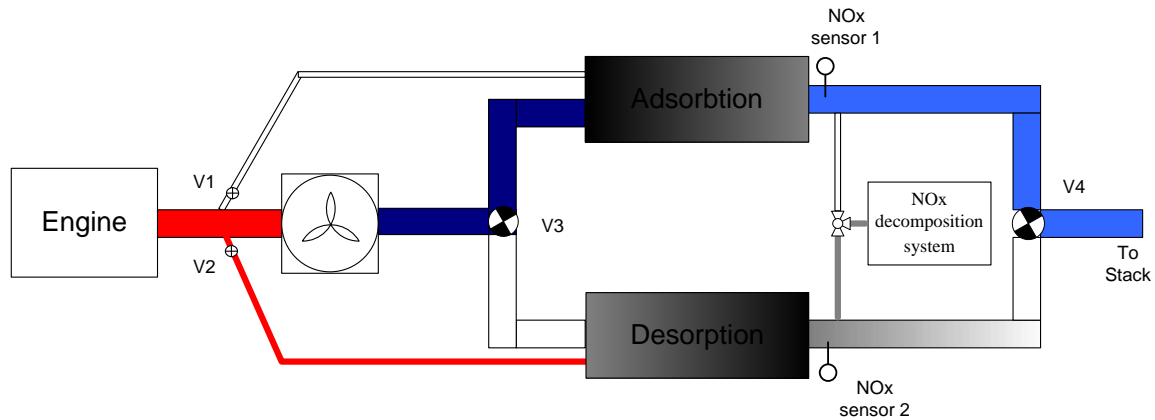 NOx
sensor 1
Adsorbtion
V1
V4
Engine
V3
NOx
decomposition
system
V2
To
Stack
Desorption
NOx
sensor 2